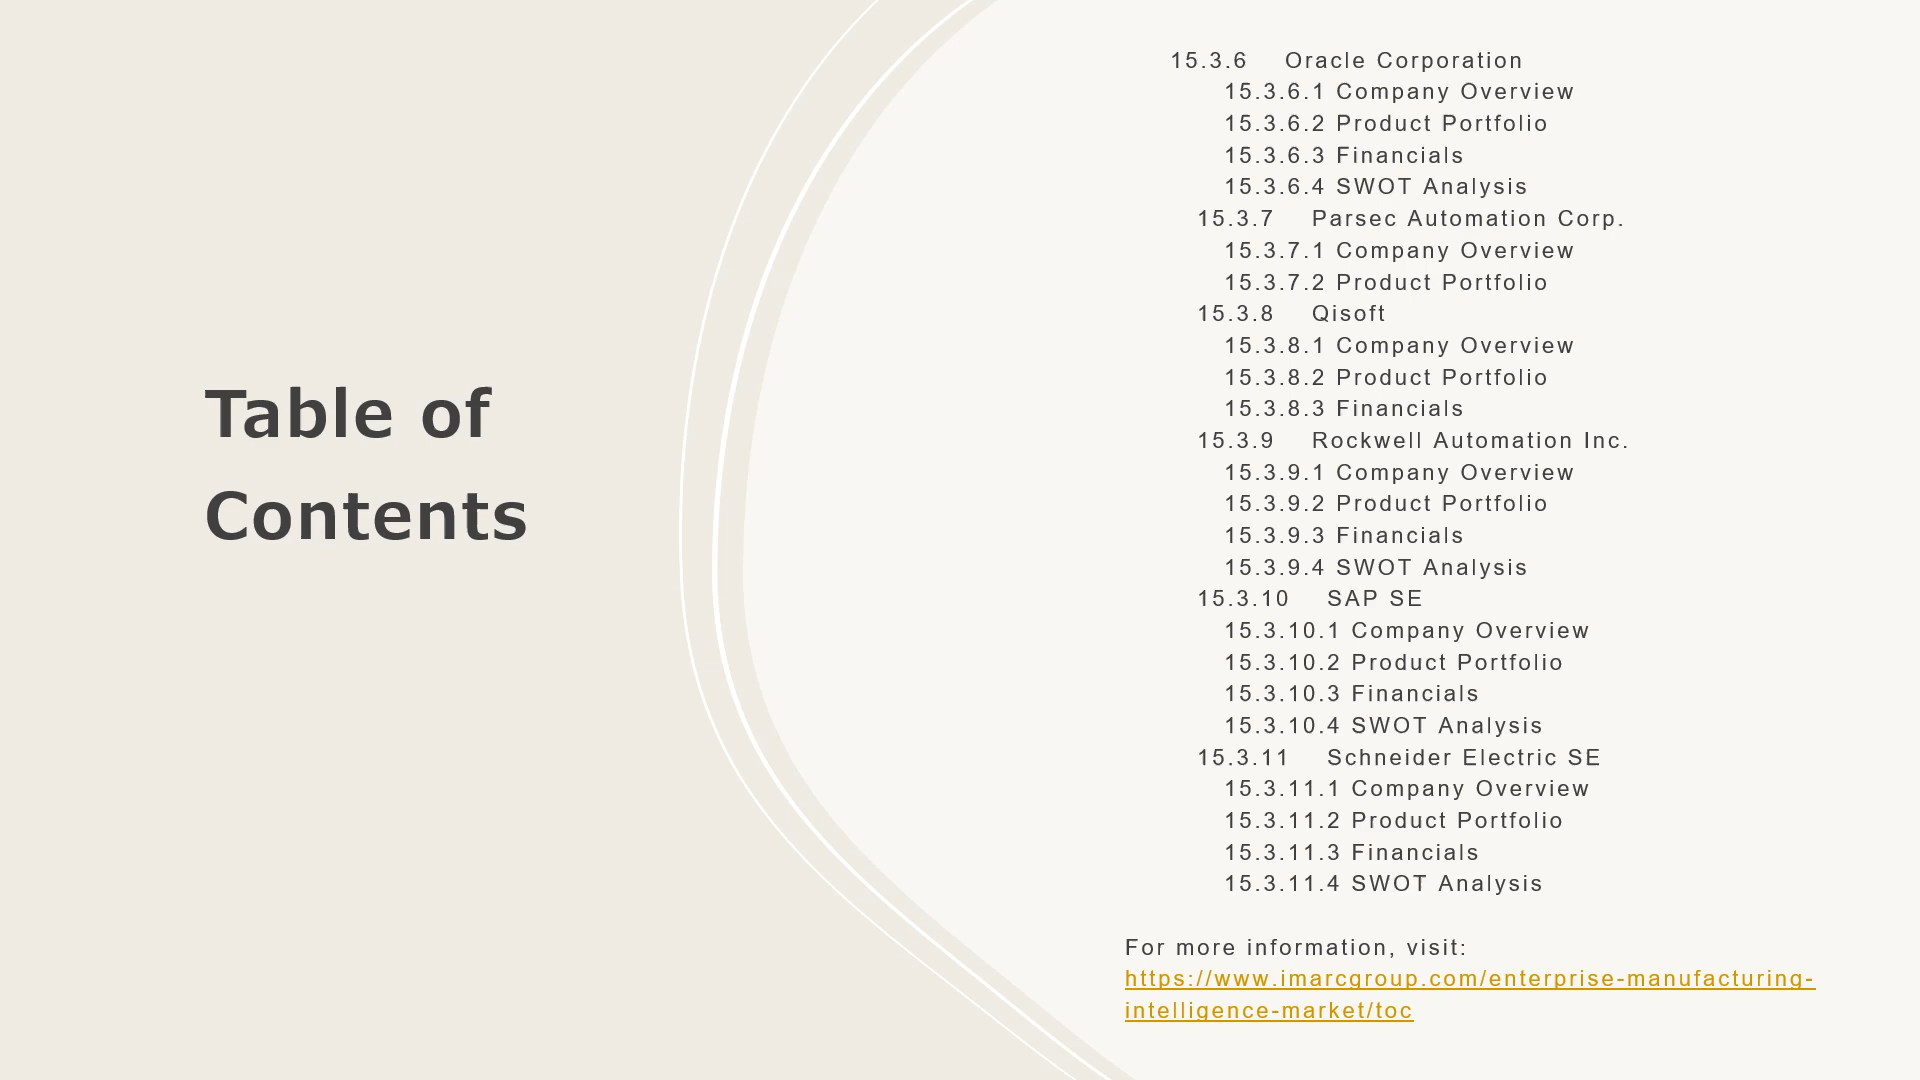 Table of
Contents
15.3.6 Oracle Corporation
15.3.6.1 Company Overview
15.3.6.2 Product Portfolio
15.3.6.3 Financials
15.3.6.4 SWOT Analysis
15.3.7 Parsec Automation Corp.
15.3.7.1 Company Overview
15.3.7.2 Product Portfolio
15.3.8 Qisoft
15.3.8.1 Company Overview
15.3.8.2 Product Portfolio
15.3.8.3 Financials
15.3.9 Rockwell Automation Inc.
15.3.9.1 Company Overview
15.3.9.2 Product Portfolio
15.3.9.3 Financials
15.3.9.4 SWOT Analysis
15.3.10 SAP SE
15.3.10.1 Company Overview
15.3.10.2 Product Portfolio
15.3.10.3 Financials
15.3.10.4 SWOT Analysis
15.3.11 Schneider Electric SE
15.3.11.1 Company Overview
15.3.11.2 Product Portfolio
15.3.11.3 Financials
15.3.11.4 SWOT Analysis
For more information, visit:
https://www.imarcgroup.com/enterprise-manufacturing-
intelligence-market/toc